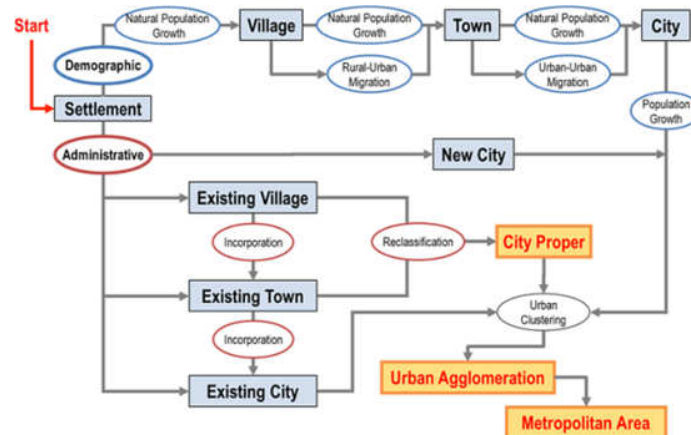 Start
Natural Population
Growth
Village
Natural Population
Growth
Town
Natural Population
Growth
City
Demographic
Rural-Urban
Migration
Urban-Urban
Migration
Settlement
Population
Growth
Administrative
New City
Existing Village
Incorporation
Reclassification
City Proper
Existing Town
Urban
Clustering
Incorporation
Urban Agglomeration
Existing City
Metropolitan Area